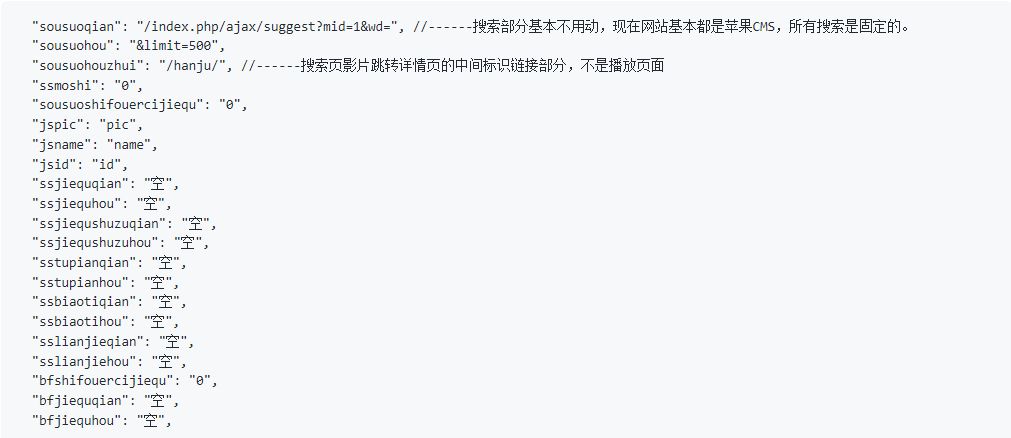 "sousuoqian": "/index.php/ajax/suggest?mid=1&wd=", //------搜索部分基本不用动，现在网站基本都是苹果CMS，所有搜索是固定的。
"sousuohou": "&limit=500",
"sousuohouzhui": "/hanju/", //------搜索页影片跳转详情页的中间标识链接部分，不是播放页面
"ssmoshi": "0",
"sousuoshifouercijiequ": "0",
"jspic": "pic",
"jsname": "name",
"jsid": "id",
"ssjiequqian": "空",
"ssjiequhou": "空",
"ssjiequshuzuqian": "空",
"ssjiequshuzuhou": "空",
"sstupianqian": "空",
"sstupianhou": "空",
"ssbiaotiqian": "空",
"ssbiaotihou": "空",
"sslianjieqian": "空",
"sslianjiehou": "空",
"bfshifouercijiequ": "0",
"bfjiequqian": "空",
"bfjiequhou": "空",